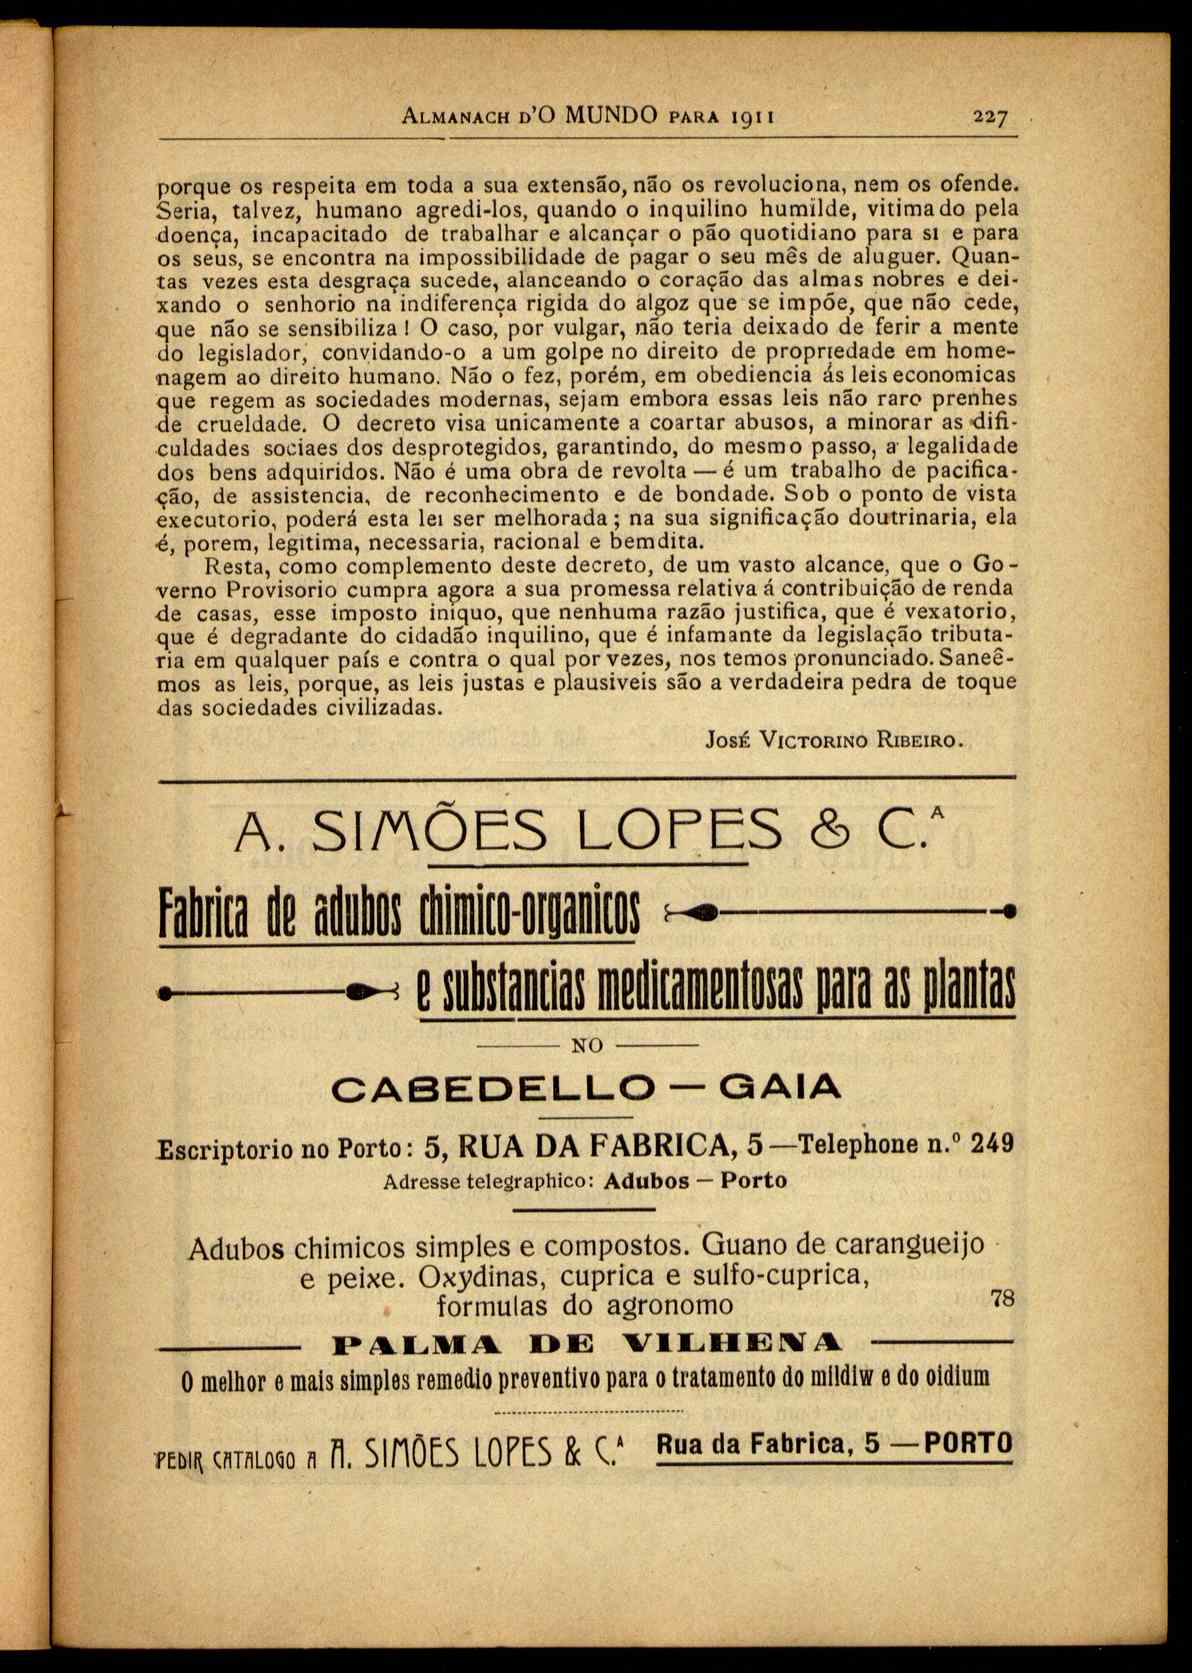 ALMANACH D'O MUNDO PARA 1911 227
porque os respeita em toda a sua extensão, não os revoluciona, nem os ofende.
Seria, talvez, humano agredi-los, quando o inquilino humilde, vitimado pela
doença, incapacitado de trabalhar e alcançar o pão quotidiano para si e para
os seus, se encontra na impossibilidade de pagar o seu mês de aluguer. Quan-
tas vezes esta desgraça sucede, alanceando o coração das almas nobres e dei-
xando o senhorio na indiferença rigida do algoz que se impõe, que não cede,
que não se sensibiliza! O caso, por vulgar, não teria deixado de ferir a mente
do legislador, convidando-o a um golpe no direito de propriedade em home-
nagem ao direito humano. Não o fez, porém, em obediencia ás leis economicas
que regem as sociedades modernas, sejam embora essas leis não raro prenhes
de crueldade. O decreto visa unicamente a coartar abusos, a minorar as difi-
culdades sociaes dos desprotegidos, garantindo, do mesmo passo, a legalidade
dos bens adquiridos. Não é uma obra de revolta — é um trabalho de pacifica-
ção, de assistencia, de reconhecimento e de bondade. Sob o ponto de vista
executorio, poderá esta lei ser melhorada; na sua significação doutrinaria, ela
é, porem, legitima, necessaria, racional e bemdita.
Resta, como complemento deste decreto, de um vasto alcance, que o Go-
verno Provisorio cumpra agora a sua promessa relativa á contribuição de renda
de casas, esse imposto iniquo, que nenhuma razão justifica, que é vexatorio,
que é degradante do cidadão inquilino, que é infamante da legislação tributa-
ria em qualquer país e contra o qual por vezes, nos temos pronunciado. Saneê-
mos as leis, porque, as leis justas e plausiveis são a verdadeira pedra de toque
das sociedades civilizadas.
JOSÉ VICTORINO RIBEIRO.
A. SIMÕES LOPES & C.A
Fabrica de adubos chimico-organicos
e substancias medicamentosas para as plantas
NO
CABEDELLO — GAIA
Escriptorio no Porto: 5, RUA DA FABRICA, 5 — Telephone n.º 249
Adresse telegraphico: Adubos — Porto
Adubos chimicos simples e compostos. Guano de carangueijo
e peixe. Oxydinas, cuprica e sulfo-cuprica,
formulas do agronomo 78
PALMA DE VILHENA
O melhor e mais simples remedio preventivo para o tratamento do mildiw e do oidium
PEDIR CATALOGO A A. SIMÕES LOPES & C.A Rua da Fabrica, 5 — PORTO